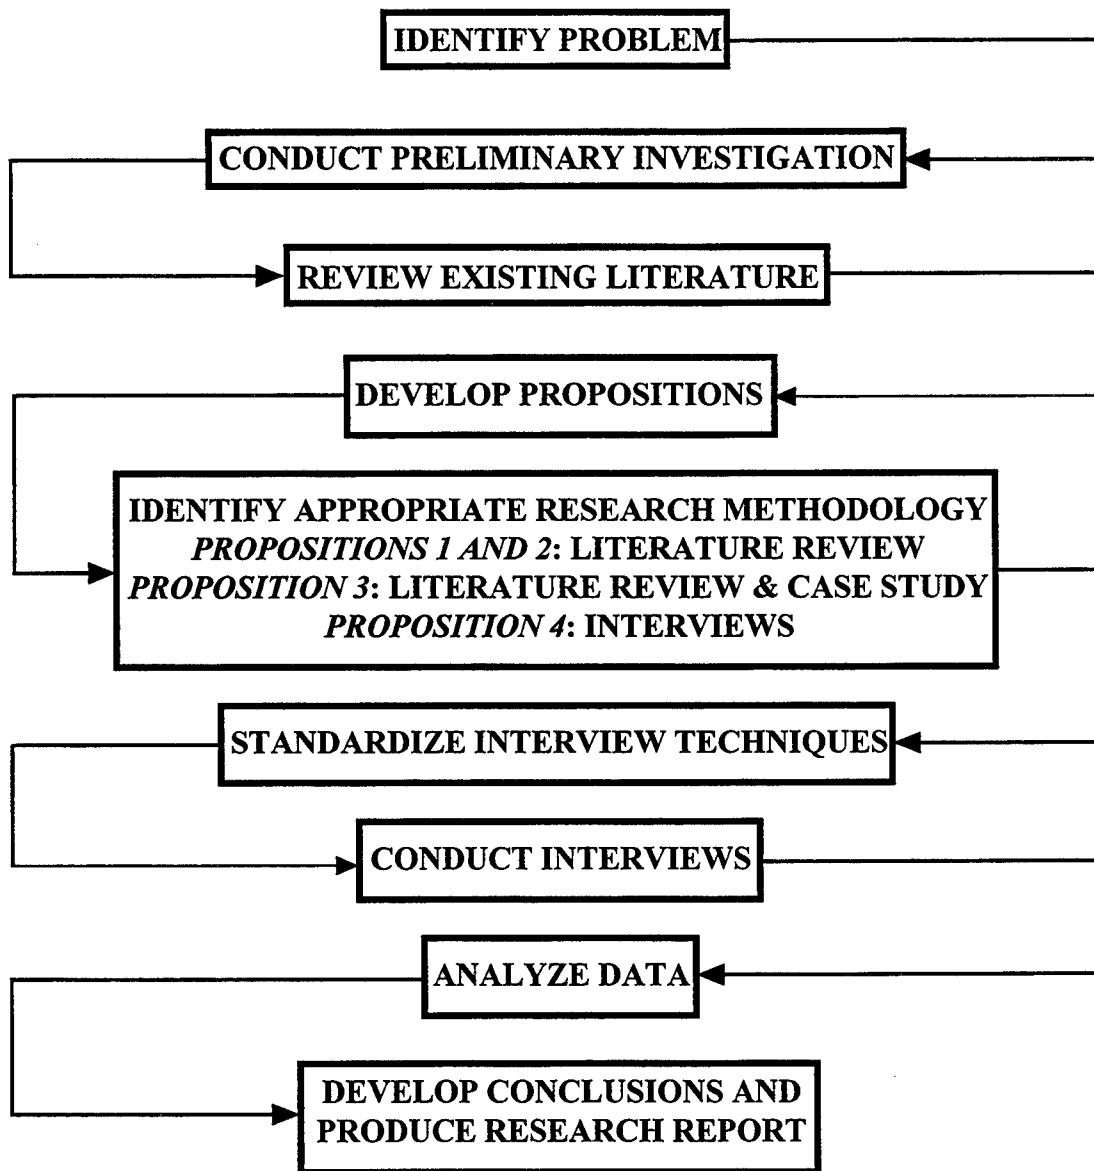 IDENTIFY PROBLEM
CONDUCT PRELIMINARY INVESTIGATION
REVIEW EXISTING LITERATURE
DEVELOP PROPOSITIONS
IDENTIFY APPROPRIATE RESEARCH METHODOLOGY
PROPOSITIONS 1 AND 2: LITERATURE REVIEW
PROPOSITION 3: LITERATURE REVIEW & CASE STUDY
PROPOSITION 4: INTERVIEWS
STANDARDIZE INTERVIEW TECHNIQUES
CONDUCT INTERVIEWS
ANALYZE DATA
DEVELOP CONCLUSIONS AND
PRODUCE RESEARCH REPORT